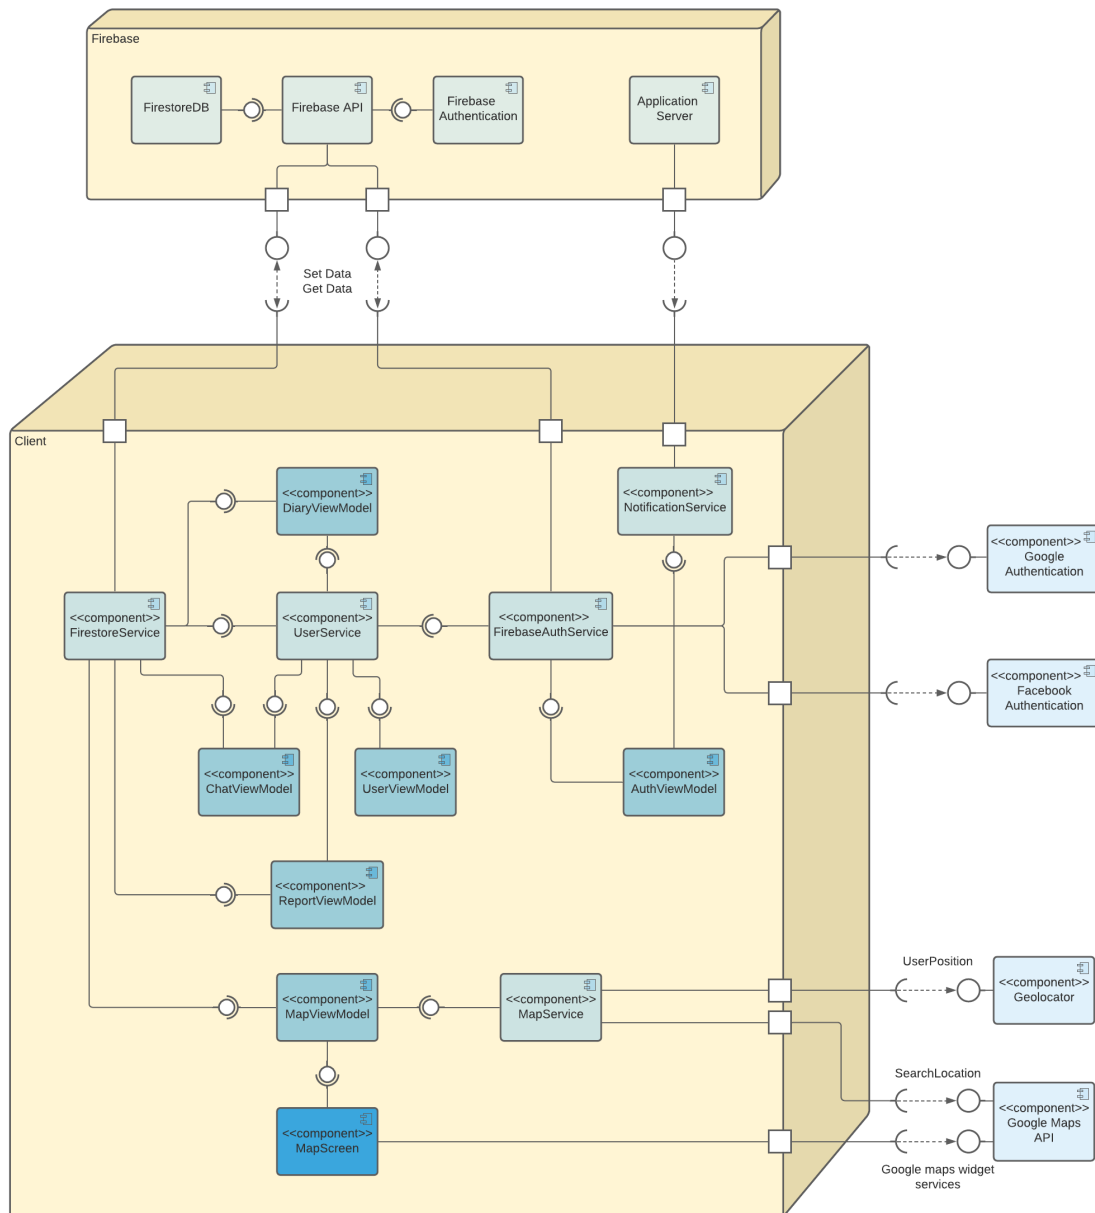 Firebase
FirestoreDB
Firebase API
Firebase
Authentication
Application
Server
Set Data
Get Data
Client
<<component>>
DiaryViewModel
<<component>>
NotificationService
<<component>>
Google
Authentication
<<component>>
FirestoreService
<<component>>
UserService
<<component>>
FirebaseAuthService
<<component>>
Facebook
Authentication
<<component>>
ChatViewModel
<<component>>
UserViewModel
<<component>>
AuthViewModel
<<component>>
ReportViewModel
UserPosition
<<component>>
MapViewModel
<<component>>
MapService
<<component>>
Geolocator
SearchLocation
<<component>>
MapScreen
<<component>>
Google Maps
API
Google maps widget
services